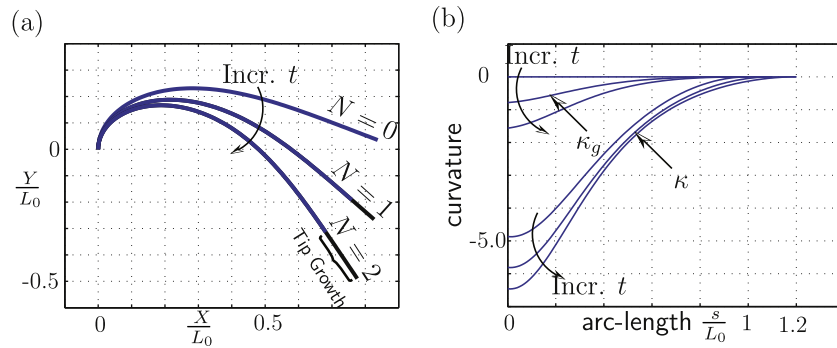 (a)
Incr. t
N = 0
N = 1
N = 2
Tip Growth
Y/L₀
0
-0.5
0
0.5
X/L₀
(b)
Incr. t
κ_g
κ
Incr. t
curvature
0
-5.0
0
arc-length s/L₀
1
1.2